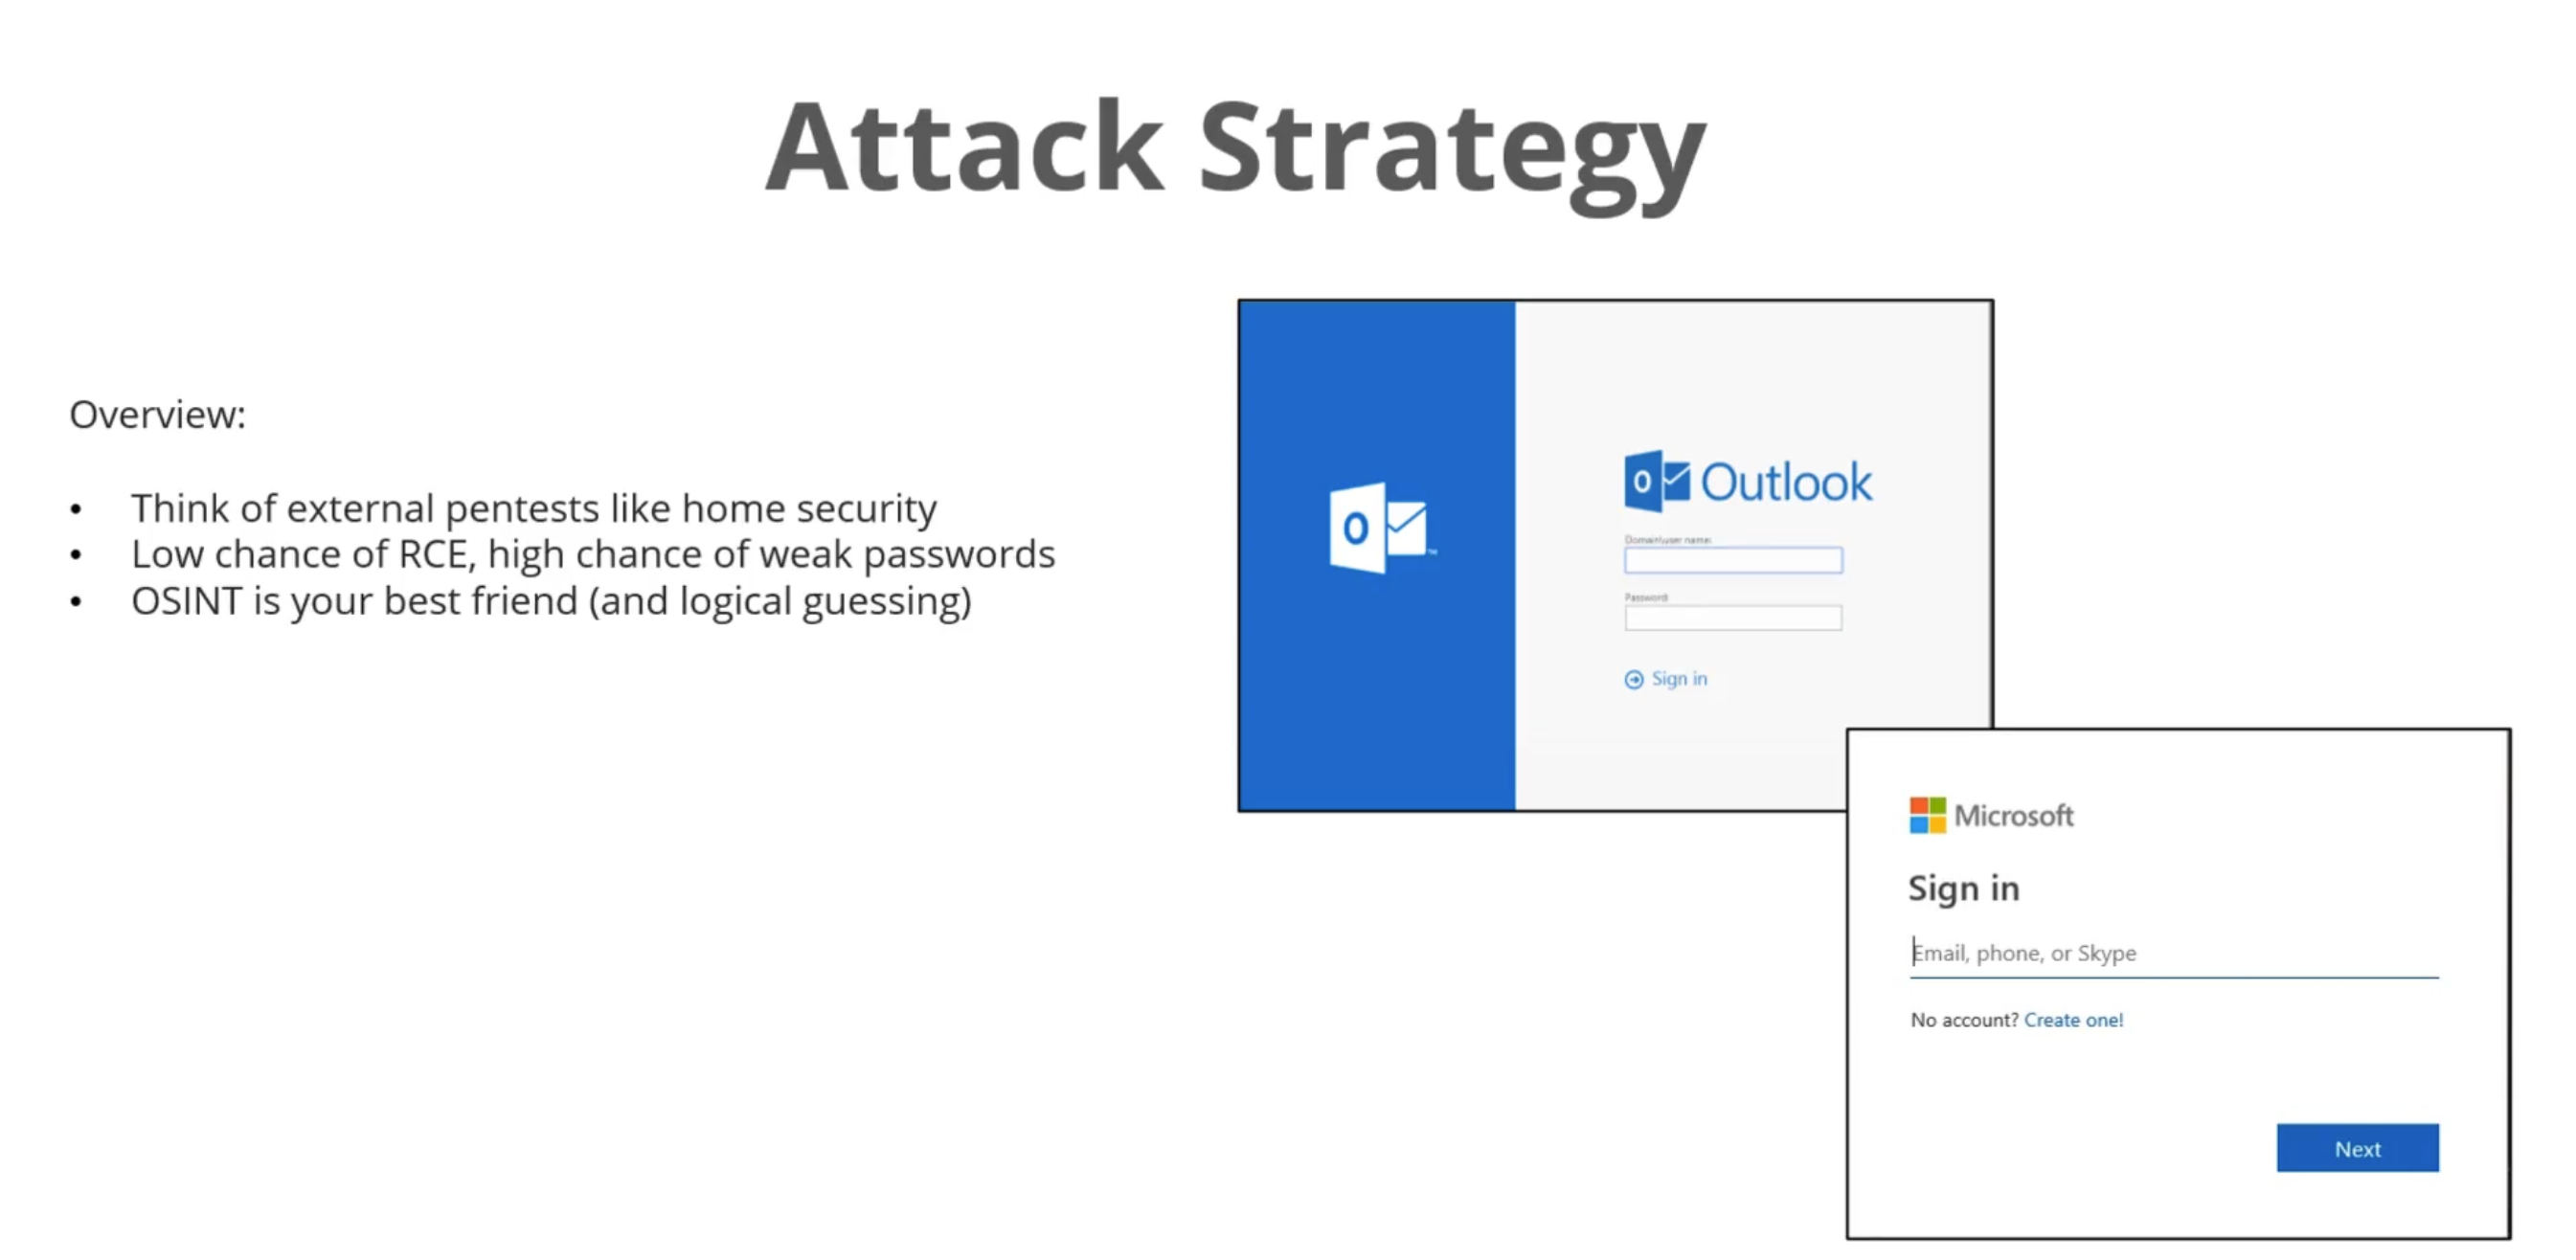 Attack Strategy
Overview:
• Think of external pentests like home security
• Low chance of RCE, high chance of weak passwords
• OSINT is your best friend (and logical guessing)
Outlook
Domain\user name:
Password:
Sign in
Microsoft
Sign in
Email, phone, or Skype
No account? Create one!
Next